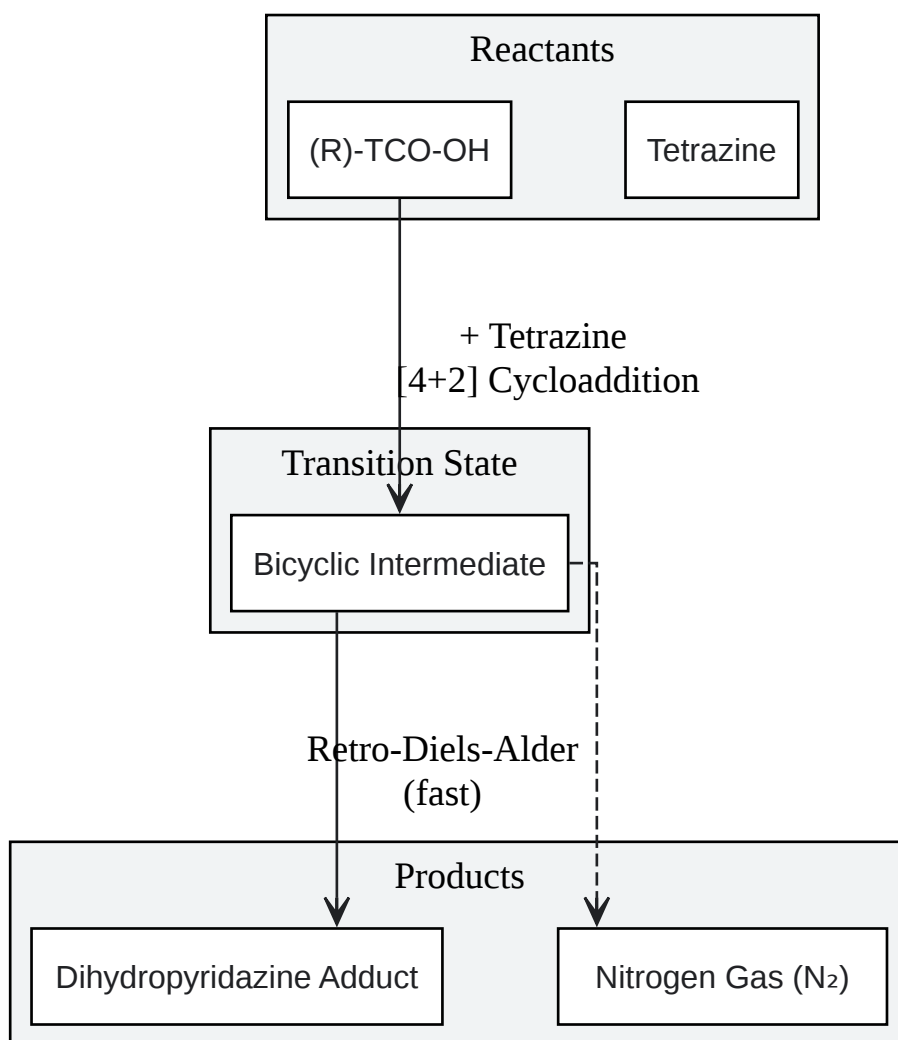 Reactants
(R)-TCO-OH
Tetrazine
+ Tetrazine
[4+2] Cycloaddition
Transition State
Bicyclic Intermediate
Retro-Diels-Alder
(fast)
Products
Dihydropyridazine Adduct
Nitrogen Gas (N₂)